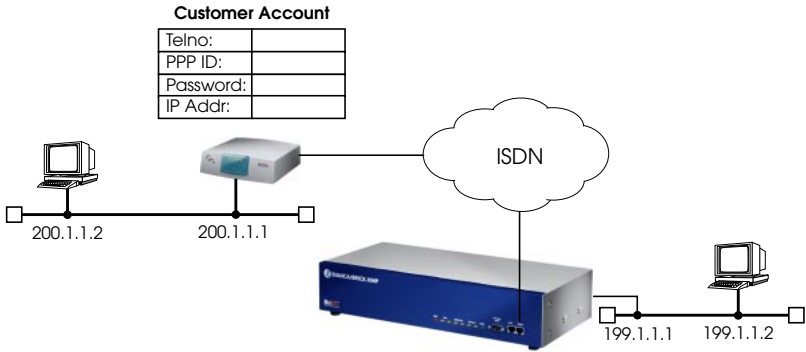 Customer Account
Telno:
PPP ID:
Password:
IP Addr:
ISDN
200.1.1.2
200.1.1.1
199.1.1.1
199.1.1.2